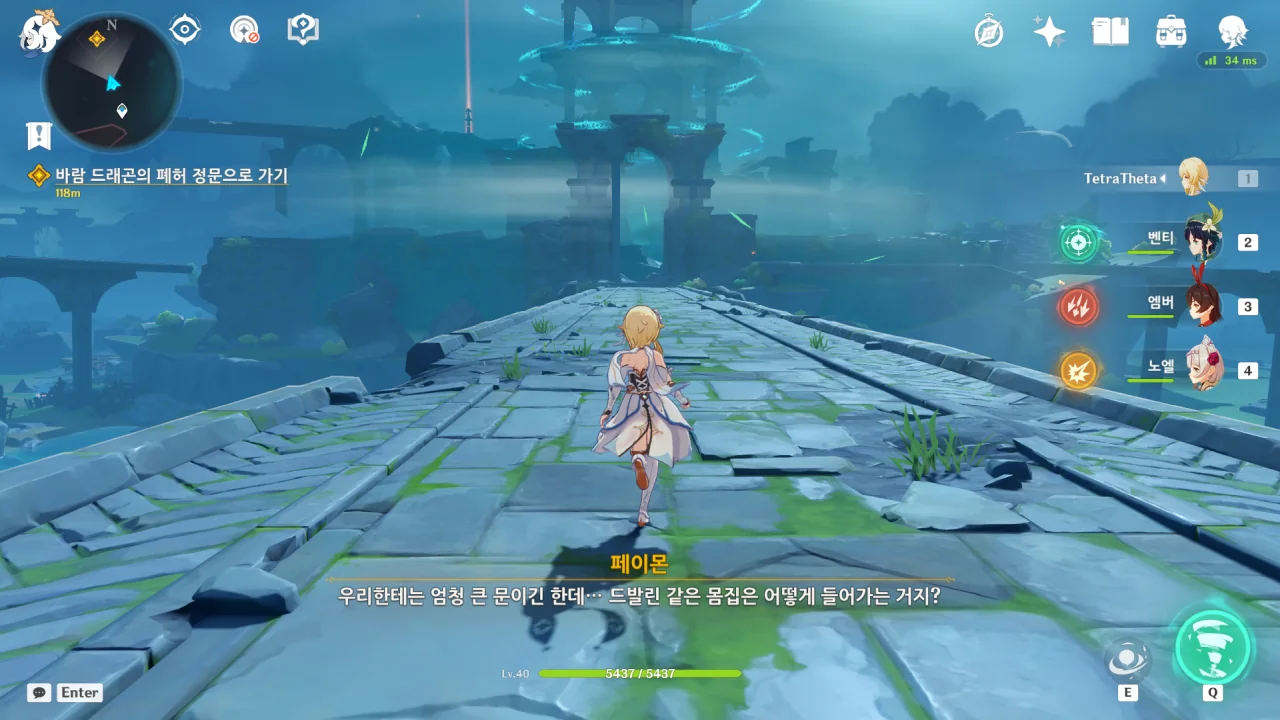 N
34 ms
바람 드래곤의 폐허 정문으로 가기
118m
TetraTheta
1
벤티
2
엠버
3
노엘
4
페이몬
우리한테는 엄청 큰 문이긴 한데… 드발린 같은 몸집은 어떻게 들어가는 거지?
Lv.40
5437 / 5437
Enter
E
Q